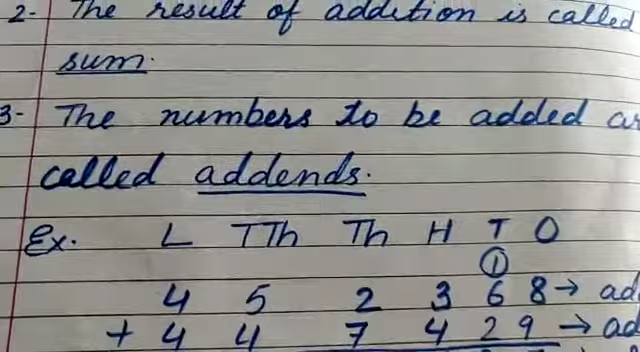 2- The result of addition is called
sum.
3- The numbers to be added
called addends.
Ex. L TTh Th H T O
1
4 5 2 3 6 8 →
+ 4 4 7 4 2 9 →